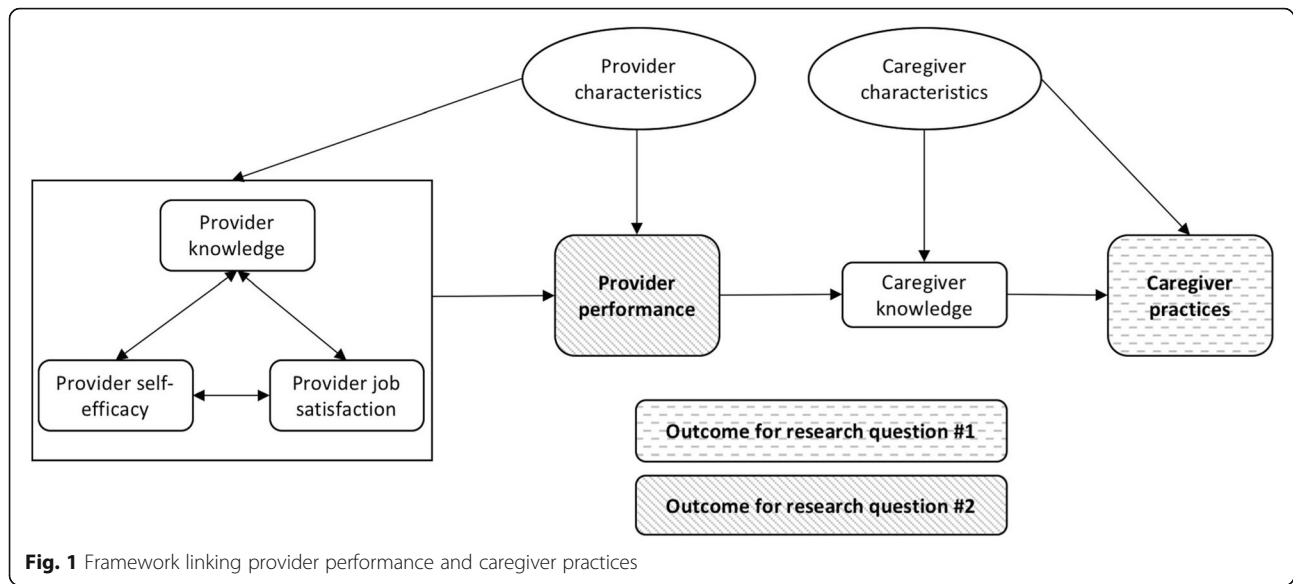 Provider
characteristics
Caregiver
characteristics
Provider
knowledge
Provider self-
efficacy
Provider job
satisfaction
Provider
performance
Caregiver
knowledge
Caregiver
practices
Outcome for research question #1
Outcome for research question #2
Fig. 1 Framework linking provider performance and caregiver practices